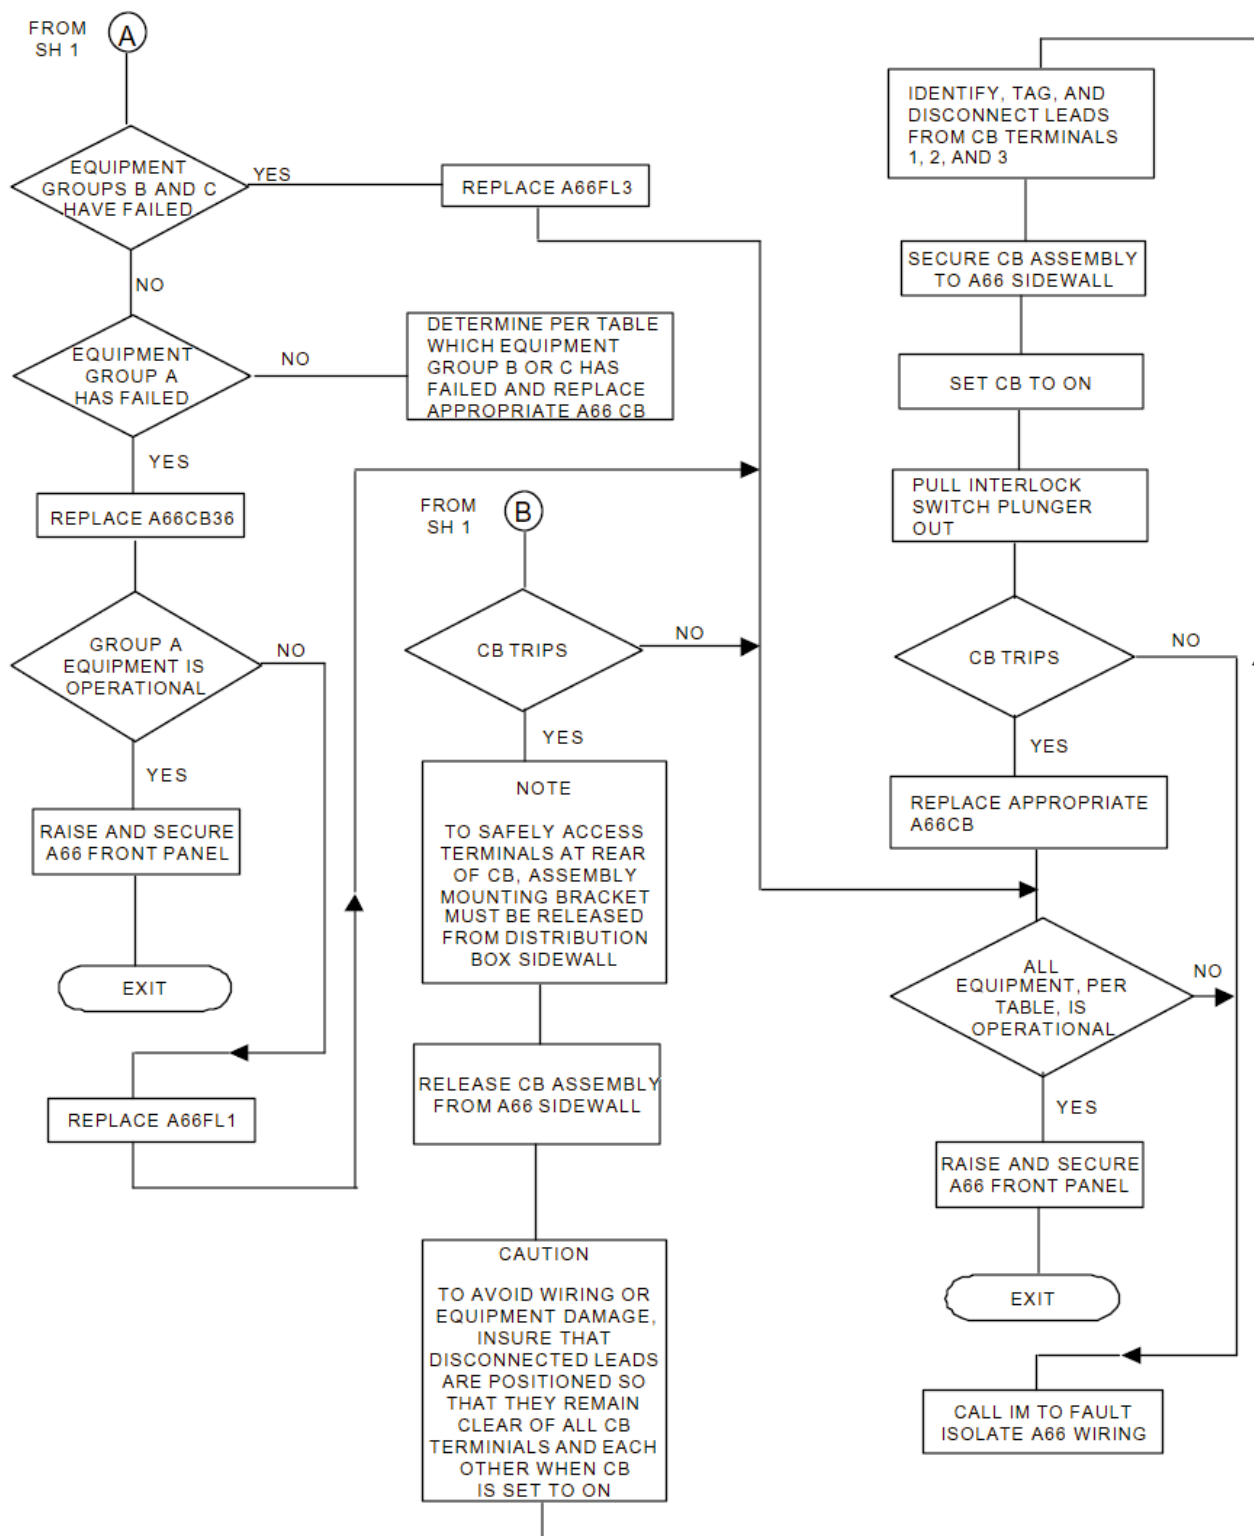 FROM
SH 1
A
EQUIPMENT
GROUPS B AND C
HAVE FAILED
YES
REPLACE A66FL3
NO
EQUIPMENT
GROUP A
HAS FAILED
NO
DETERMINE PER TABLE
WHICH EQUIPMENT
GROUP B OR C HAS
FAILED AND REPLACE
APPROPRIATE A66 CB
YES
REPLACE A66CB36
GROUP A
EQUIPMENT IS
OPERATIONAL
NO
YES
RAISE AND SECURE
A66 FRONT PANEL
EXIT
REPLACE A66FL1
FROM
SH 1
B
CB TRIPS
NO
YES
NOTE
TO SAFELY ACCESS
TERMINALS AT REAR
OF CB, ASSEMBLY
MOUNTING BRACKET
MUST BE RELEASED
FROM DISTRIBUTION
BOX SIDEWALL
RELEASE CB ASSEMBLY
FROM A66 SIDEWALL
CAUTION
TO AVOID WIRING OR
EQUIPMENT DAMAGE,
INSURE THAT
DISCONNECTED LEADS
ARE POSITIONED SO
THAT THEY REMAIN
CLEAR OF ALL CB
TERMINIALS AND EACH
OTHER WHEN CB
IS SET TO ON
IDENTIFY, TAG, AND
DISCONNECT LEADS
FROM CB TERMINALS
1, 2, AND 3
SECURE CB ASSEMBLY
TO A66 SIDEWALL
SET CB TO ON
PULL INTERLOCK
SWITCH PLUNGER
OUT
CB TRIPS
NO
YES
REPLACE APPROPRIATE
A66CB
ALL
EQUIPMENT, PER
TABLE, IS
OPERATIONAL
NO
YES
RAISE AND SECURE
A66 FRONT PANEL
EXIT
CALL IM TO FAULT
ISOLATE A66 WIRING